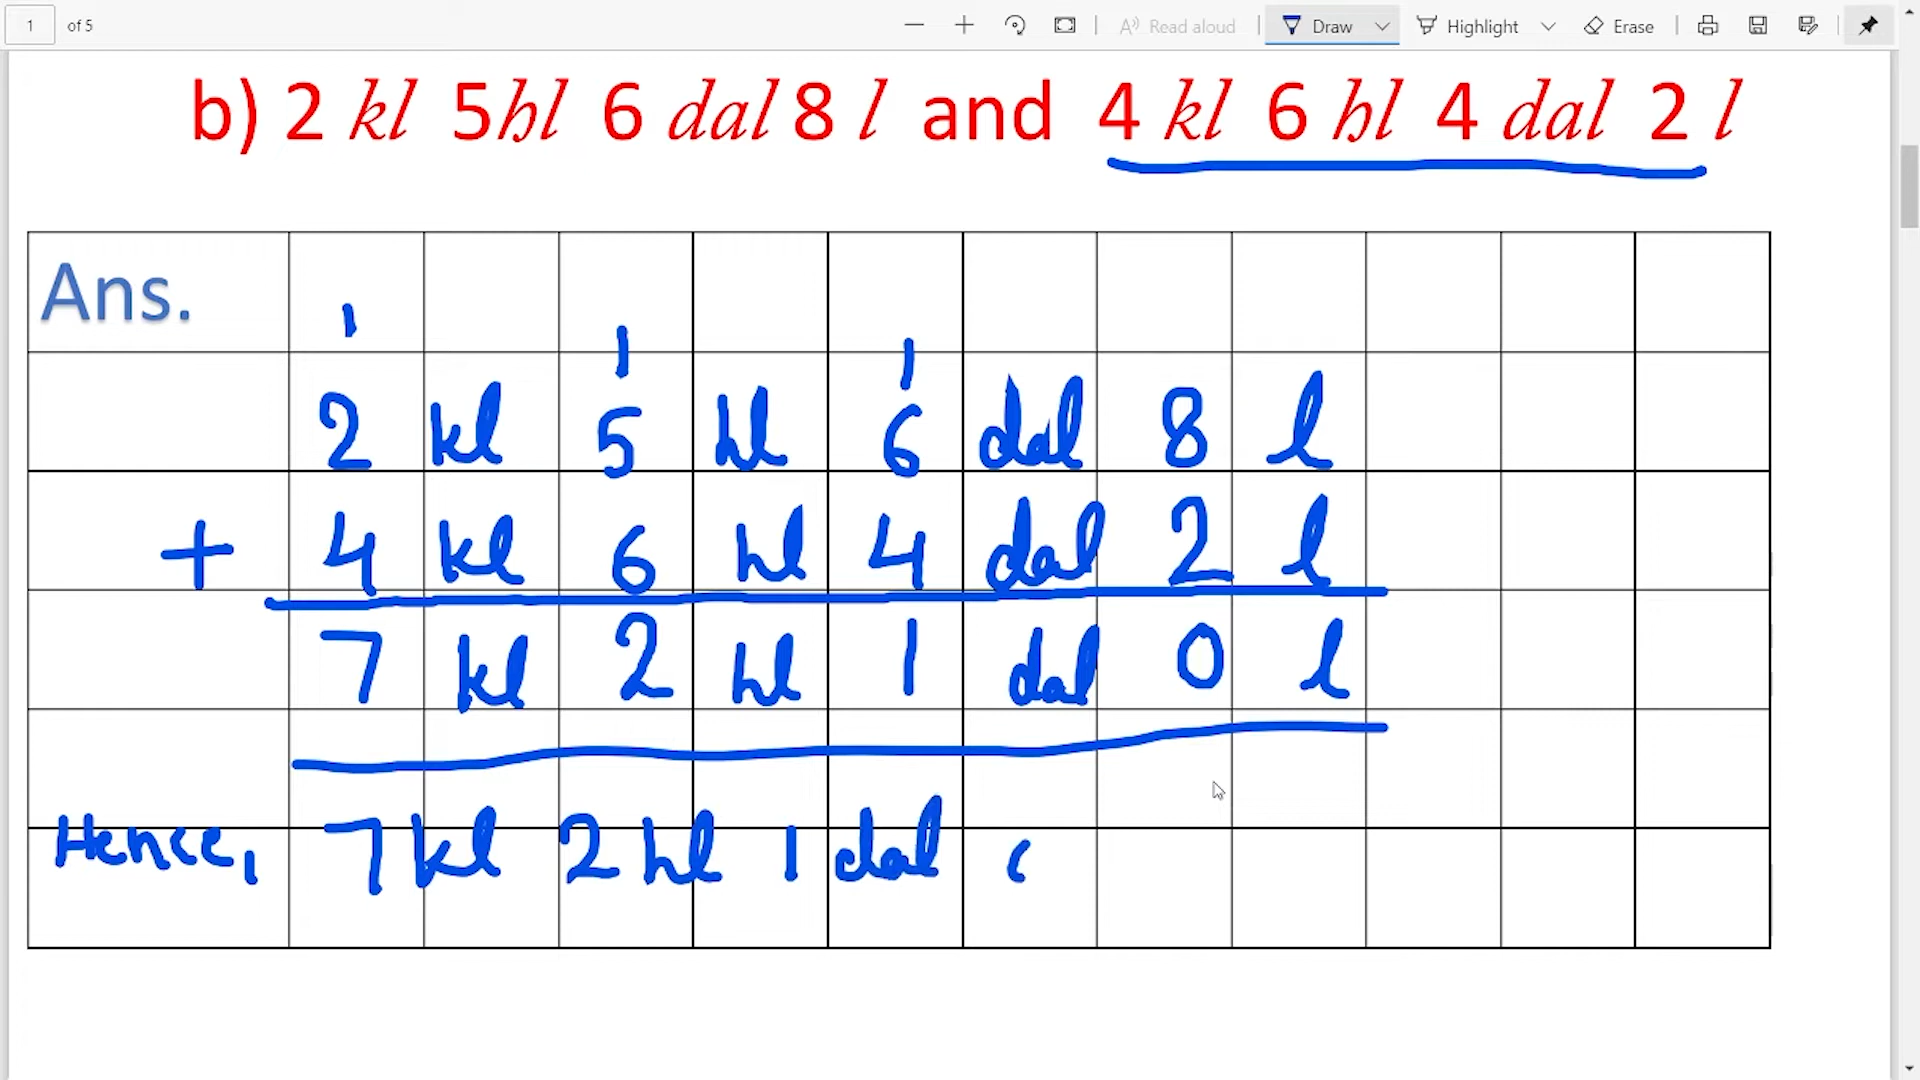 1 of 5 Read aloud Draw Highlight Erase
b) 2 kl 5hl 6 dal 8 l and 4 kl 6 hl 4 dal 2 l
Ans.
1 1 1
2 kl 5 hl 6 dal 8 l
+ 4 kl 6 hl 4 dal 2 l
7 kl 2 hl 1 dal 0 l
Hence, 7 kl 2 hl 1 dal